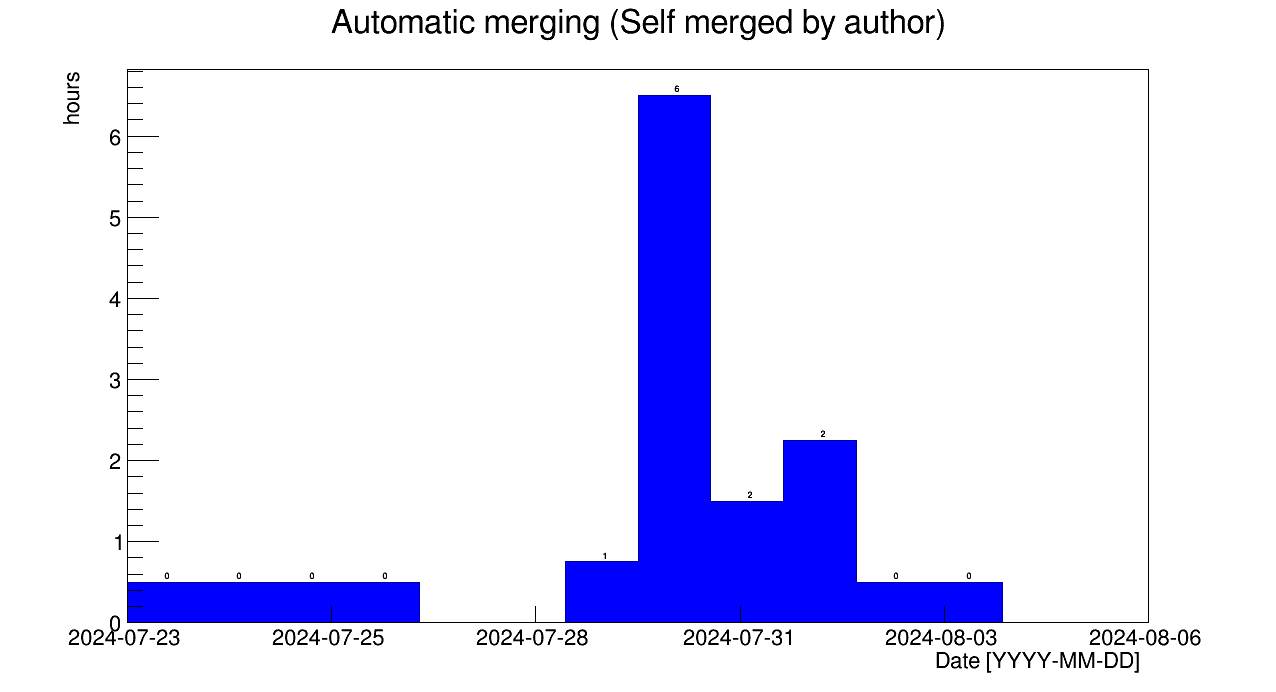 Automatic merging (Self merged by author)
hours
6
6
5
4
3
2
2
2
1
1
0 0 0 0 0 0
0
2024-07-23 2024-07-25 2024-07-28 2024-07-31 2024-08-03 2024-08-06
Date [YYYY-MM-DD]